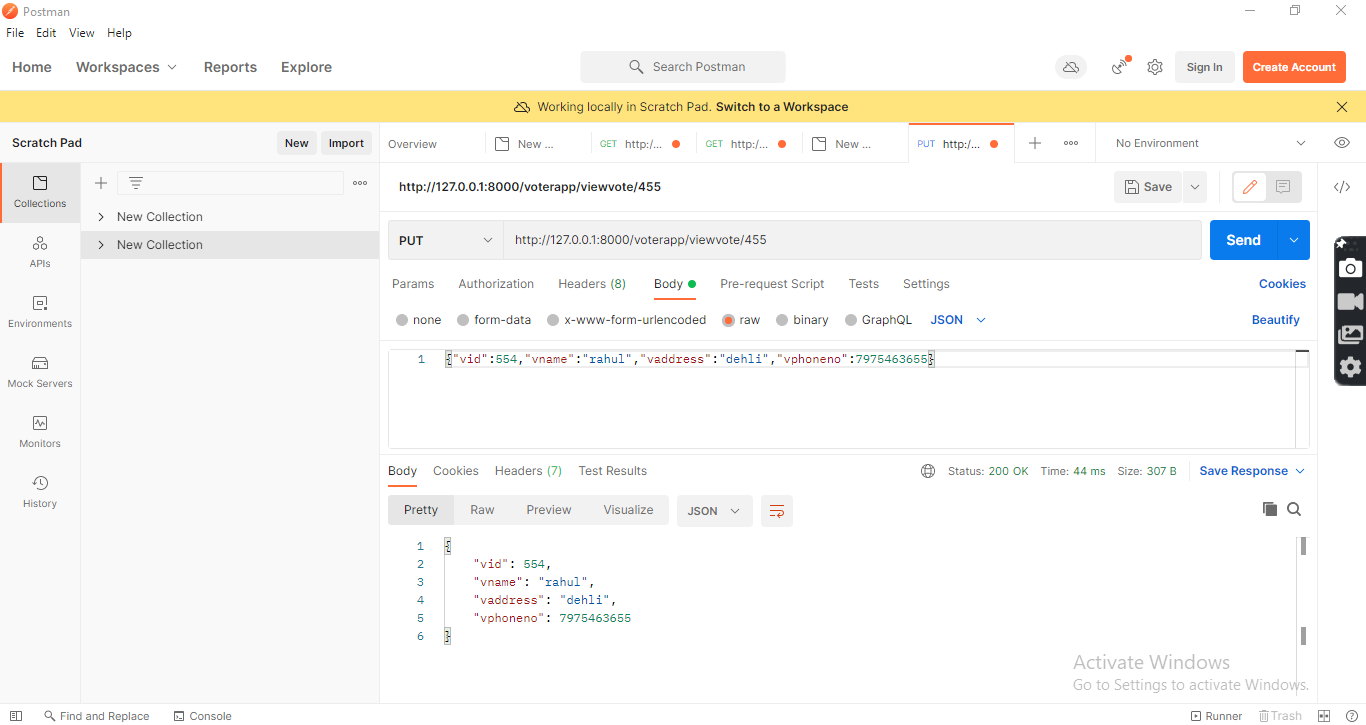 Postman
File Edit View Help
Home Workspaces Reports Explore Search Postman Sign In Create Account
Working locally in Scratch Pad. Switch to a Workspace
Scratch Pad New Import Overview New ... GET http:/... GET http:/... New ... PUT http:/... No Environment
Collections
http://127.0.0.1:8000/voterapp/viewvote/455 Save
New Collection
New Collection
PUT http://127.0.0.1:8000/voterapp/viewvote/455 Send
APIs
Params Authorization Headers (8) Body Pre-request Script Tests Settings Cookies
Environments
none form-data x-www-form-urlencoded raw binary GraphQL JSON Beautify
1 {"vid":554,"vname":"rahul","vaddress":"dehli","vphoneno":7975463655}
Mock Servers
Monitors
Body Cookies Headers (7) Test Results Status: 200 OK Time: 44 ms Size: 307 B Save Response
History
Pretty Raw Preview Visualize JSON
1 {
2 "vid": 554,
3 "vname": "rahul",
4 "vaddress": "dehli",
5 "vphoneno": 7975463655
6 }
Activate Windows
Go to Settings to activate Windows.
Find and Replace Console Runner Trash